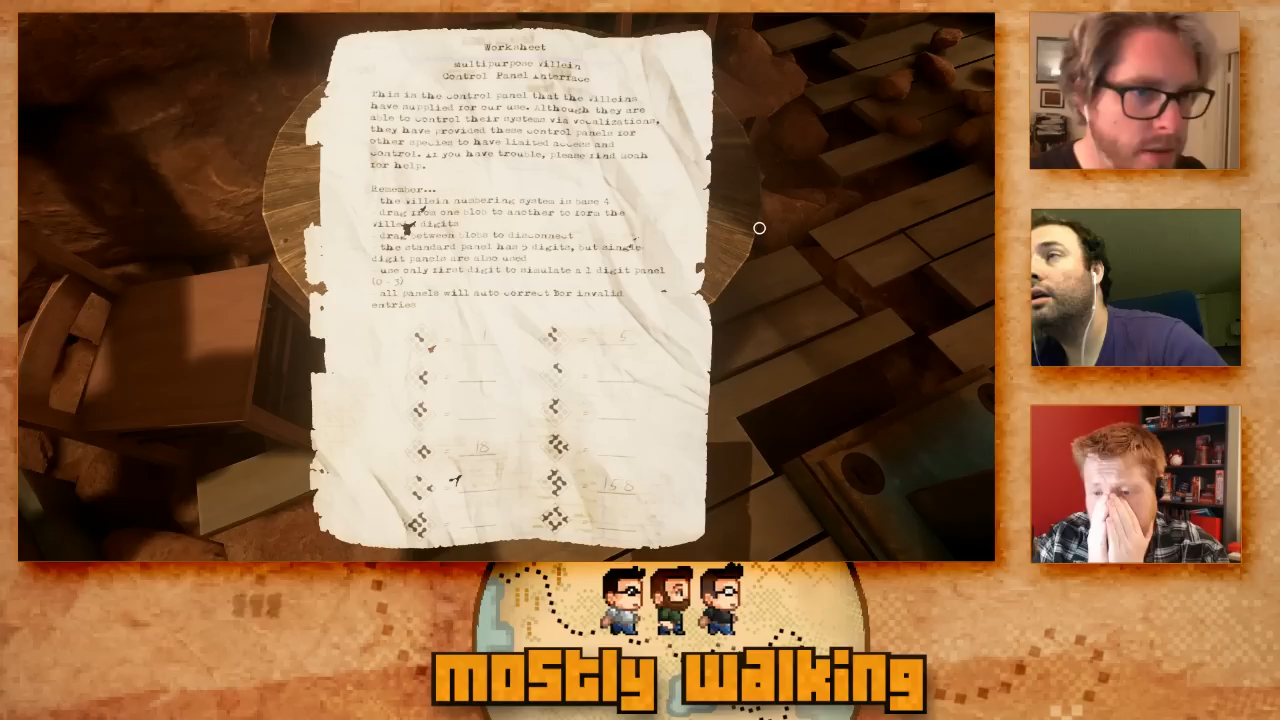 Worksheet
Multipurpose Villein
Control Panel Interface
This is the control panel that the Villeins
have supplied for our use. Although they are
able to control their systems via vocalizations,
they have provided these control panels for
other species to have limited access and
control. If you have trouble, please find Noah
for help.
Remember...
the Villein numbering system is base 4
drag from one blob to another to form the
villein digits
drag between blobs to disconnect
the standard panel has 5 digits, but single-
digit panels are also used
use only first digit to simulate a 1 digit panel
(0 - 3)
all panels will auto correct for invalid
entries
= 1 = 5
= =
= =
= 18 =
= = 158
= =
mostly walking